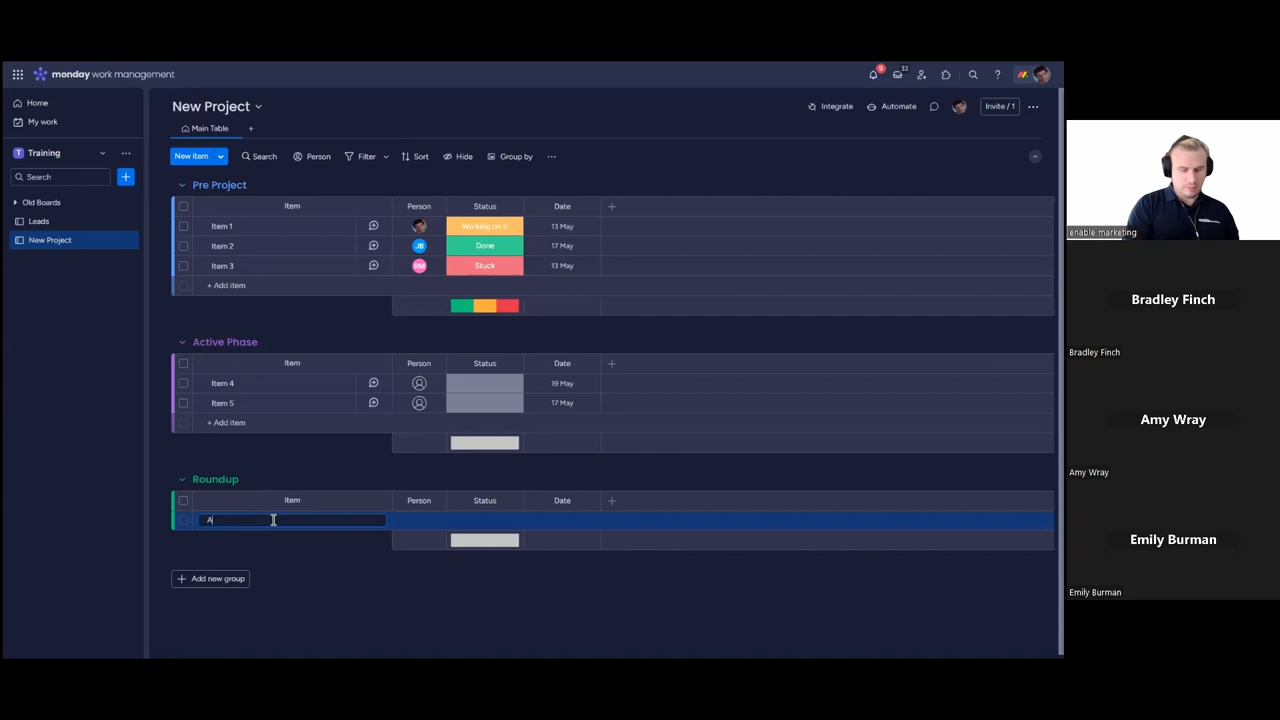 monday work management
9
33
Home
My work
T Training
Search
Old Boards
Leads
New Project
New Project
Integrate
Automate
Invite / 1
Main Table
New item
Search
Person
Filter
Sort
Hide
Group by
Pre Project
Item Person Status Date
Item 1 Working on it 13 May
Item 2 JB Done 17 May
Item 3 RM Stuck 13 May
+ Add item
Active Phase
Item Person Status Date
Item 4 19 May
Item 5 17 May
+ Add item
Roundup
Item Person Status Date
A
Add new group
enable marketing
Bradley Finch
Bradley Finch
Amy Wray
Amy Wray
Emily Burman
Emily Burman